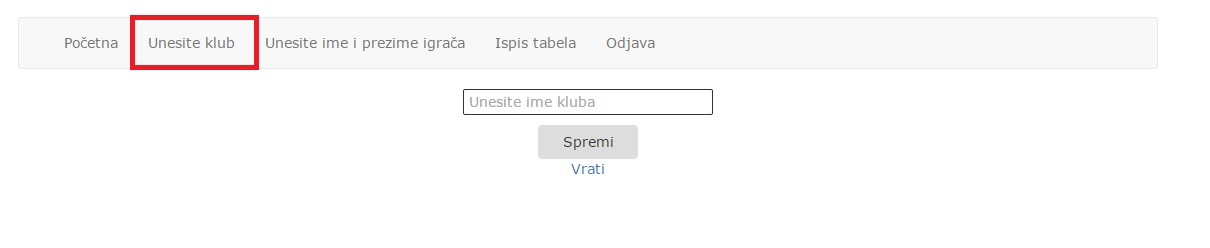 Početna Unesite klub Unesite ime i prezime igrača Ispis tabela Odjava
Unesite ime kluba
Spremi
Vrati